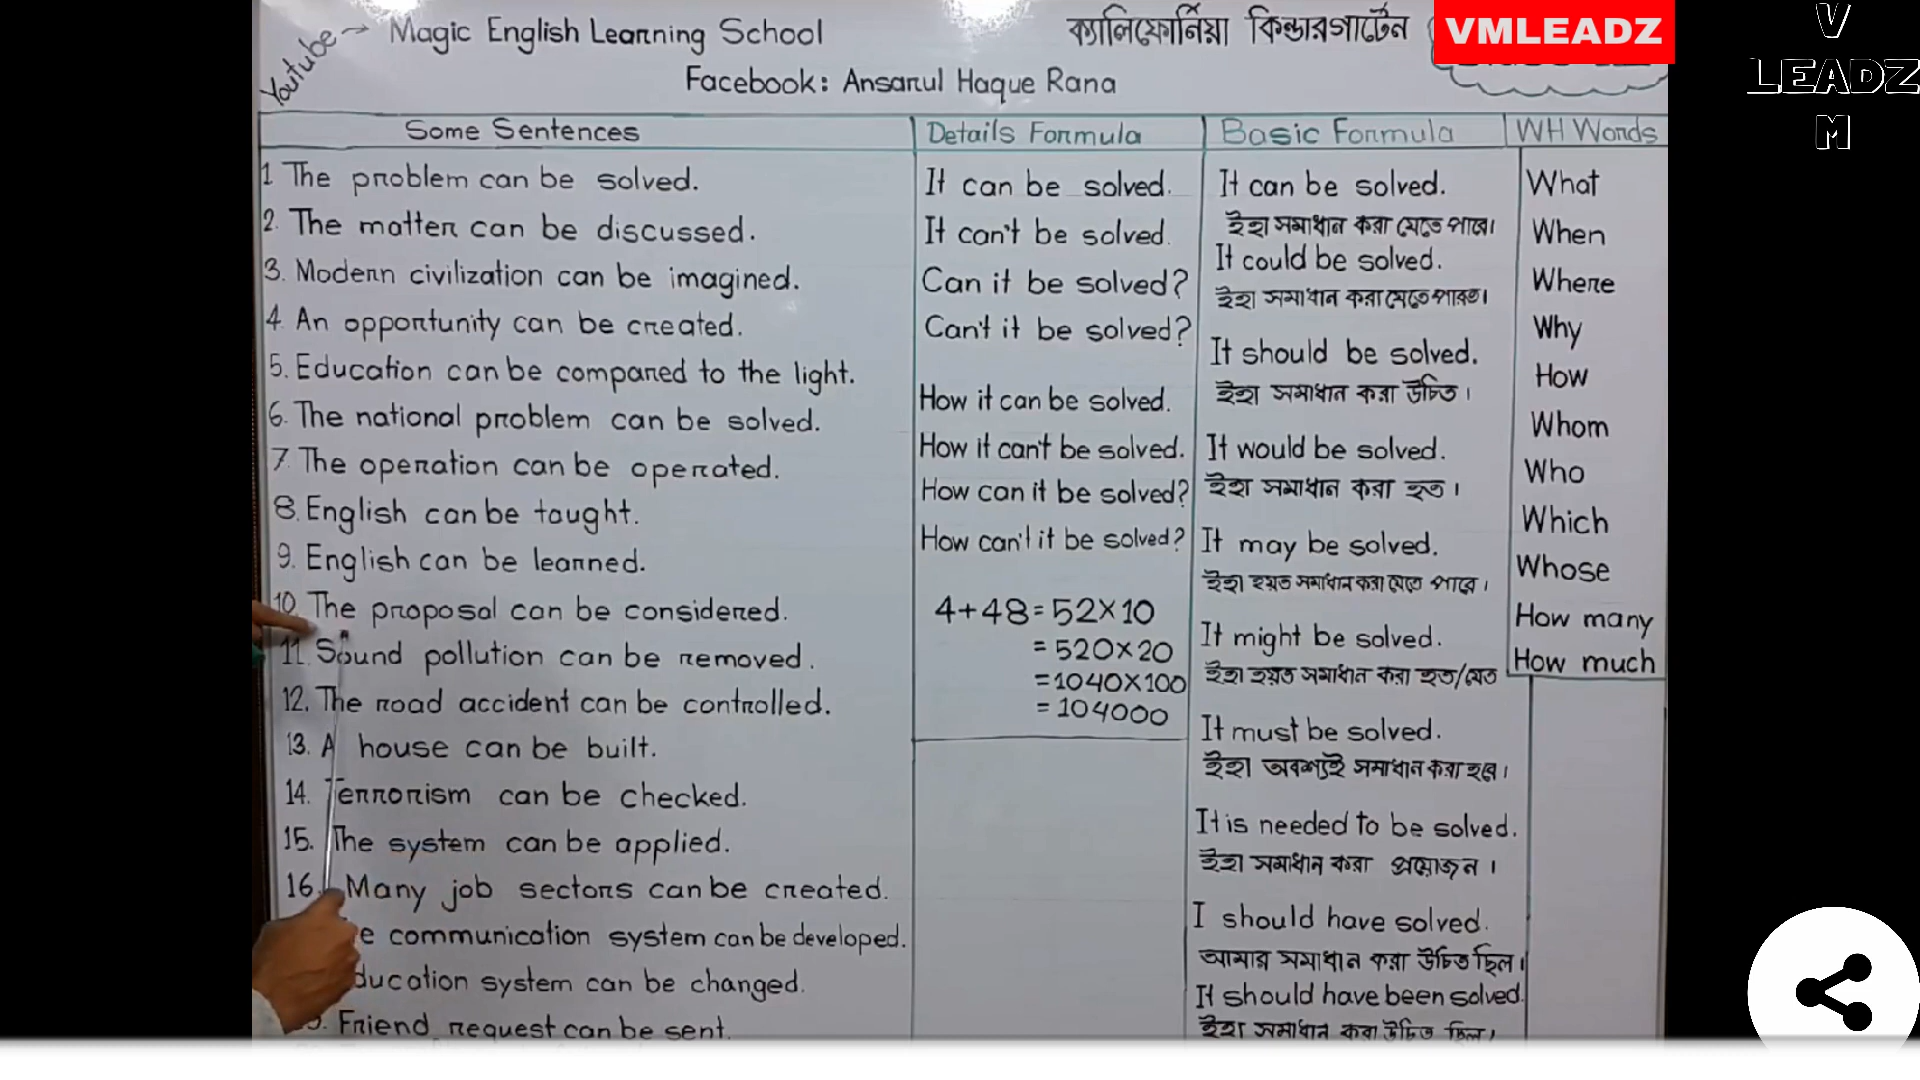 Youtube → Magic English Learning School
ক্যালিফোর্নিয়া কিন্ডারগার্টেন
VMLEADZ
V
LEADZ
M
Facebook: Ansarul Haque Rana
Some Sentences
1 The problem can be solved.
2. The matter can be discussed.
3. Modern civilization can be imagined.
4. An opportunity can be created.
5. Education can be compared to the light.
6. The national problem can be solved.
7. The operation can be operated.
8. English can be taught.
9. English can be learned.
10. The proposal can be considered.
11. Sound pollution can be removed.
12. The road accident can be controlled.
13. A house can be built.
14. Terrorism can be checked.
15. The system can be applied.
16. Many job sectors can be created.
communication system can be developed.
system can be changed.
Friend request can be sent.
Details Formula
It can be solved.
It can't be solved.
Can it be solved?
Can't it be solved?
How it can be solved.
How it can't be solved.
How can it be solved?
How can't it be solved?
4+48=52×10
=520×20
=1040×100
=104000
Basic Formula
It can be solved.
ইহা সমাধান করা যেতে পারে।
It could be solved.
ইহা সমাধান করা যেতে পারত।
It should be solved.
ইহা সমাধান করা উচিত।
It would be solved.
ইহা সমাধান করা হত।
It may be solved.
ইহা হয়ত সমাধান করা যেতে পারে।
It might be solved.
ইহা হয়ত সমাধান করা হত/যেত
It must be solved.
ইহা অবশ্যই সমাধান করা হবে।
It is needed to be solved.
ইহা সমাধান করা প্রয়োজন।
I should have solved.
আমার সমাধান করা উচিত ছিল।
It should have been solved.
ইহা সমাধান করা উচিত ছিল।
WH Words
What
When
Where
Why
How
Whom
Who
Which
Whose
How many
How much